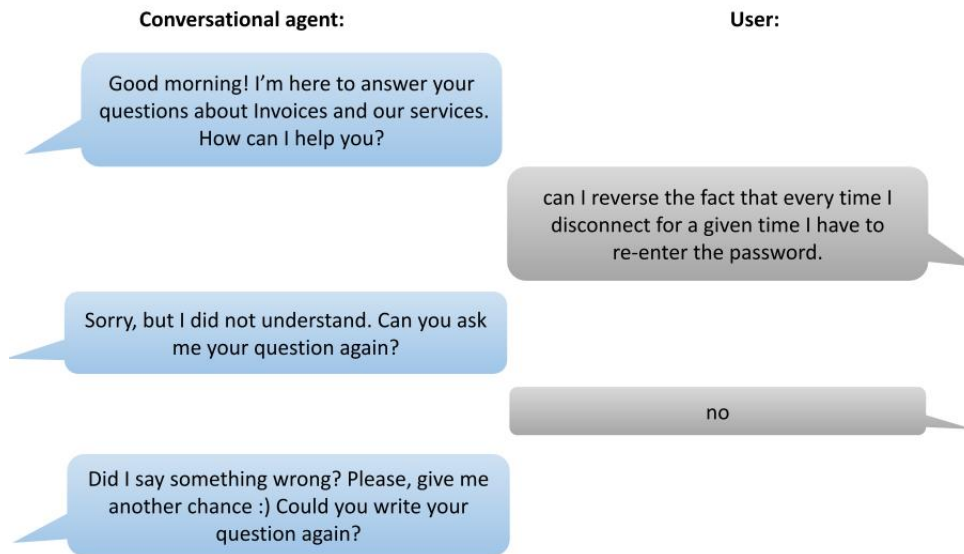 Conversational agent:
User:
Good morning! I'm here to answer your
questions about Invoices and our services.
How can I help you?
can I reverse the fact that every time I
disconnect for a given time I have to
re-enter the password.
Sorry, but I did not understand. Can you ask
me your question again?
no
Did I say something wrong? Please, give me
another chance :) Could you write your
question again?